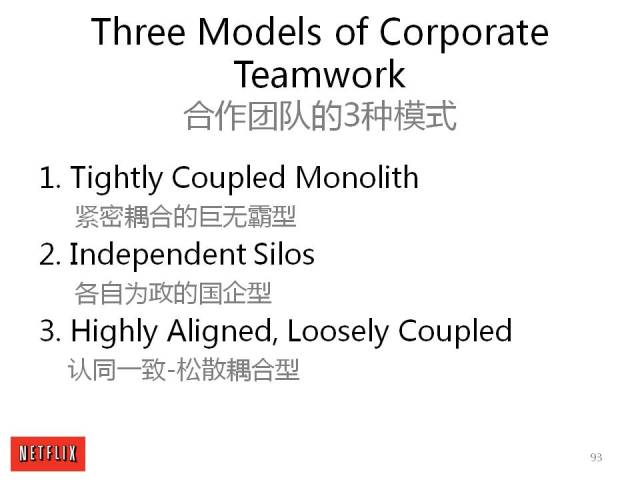 Three Models of Corporate
Teamwork
合作团队的3种模式
1. Tightly Coupled Monolith
紧密耦合的巨无霸型
2. Independent Silos
各自为政的国企型
3. Highly Aligned, Loosely Coupled
认同一致-松散耦合型
NETFLIX
93